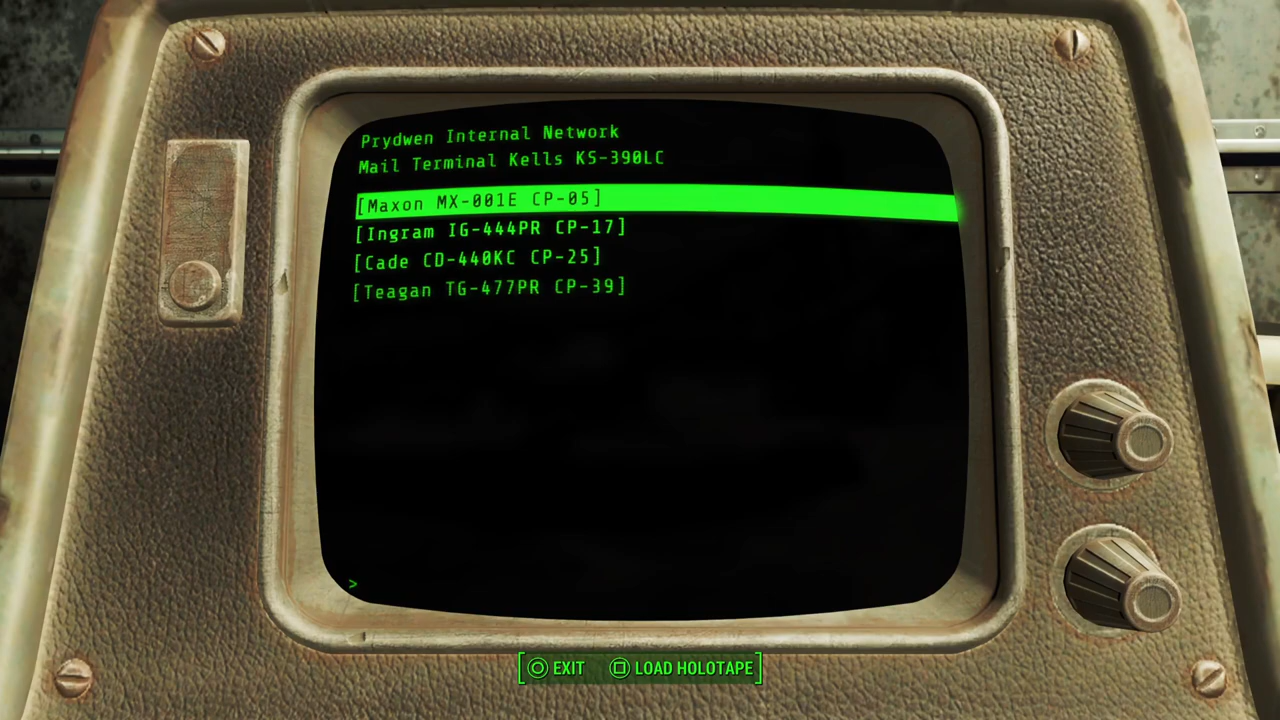 Prydwen Internal Network
Mail Terminal Kells KS-390LC
[Maxon MX-001E CP-05]
[Ingram IG-444PR CP-17]
[Cade CD-440KC CP-25]
[Teagan TG-477PR CP-39]
>
EXIT LOAD HOLOTAPE